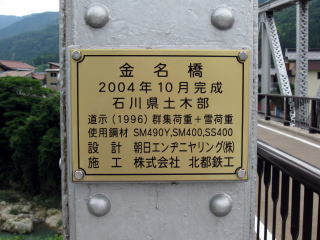 金名橋
2004年10月完成
石川県土木部
道示(1996)群集荷重+雪荷重
使用鋼材 SM490Y,SM400,SS400
設計 朝日エンヂニヤリング㈱
施工 株式会社 北都鉄工